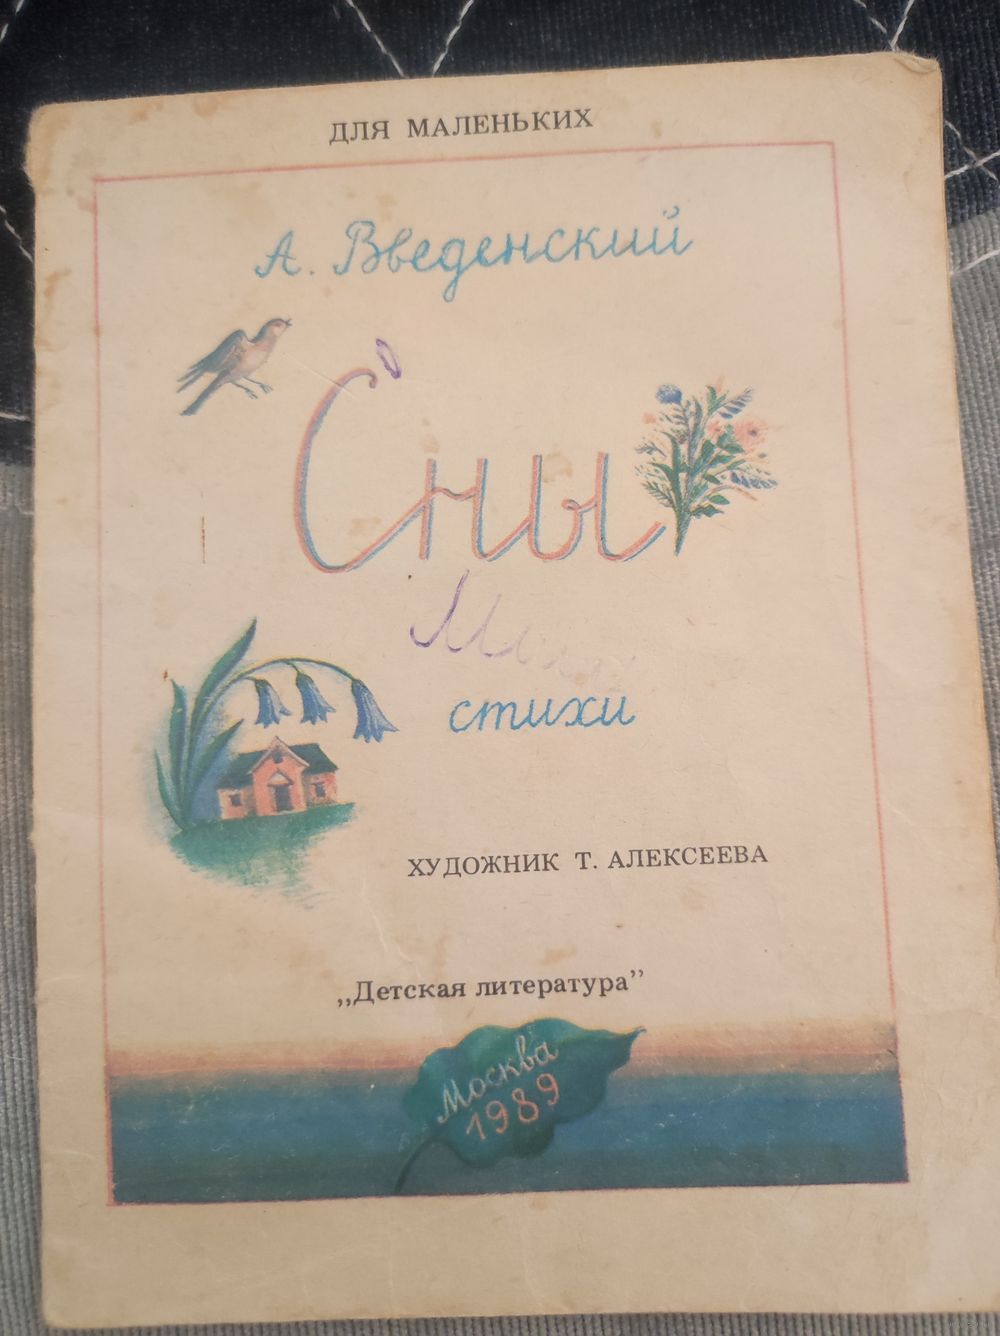 ДЛЯ МАЛЕНЬКИХ
А. Введенский
Сны
стихи
ХУДОЖНИК Т. АЛЕКСЕЕВА
„Детская литература”
Москва
1989